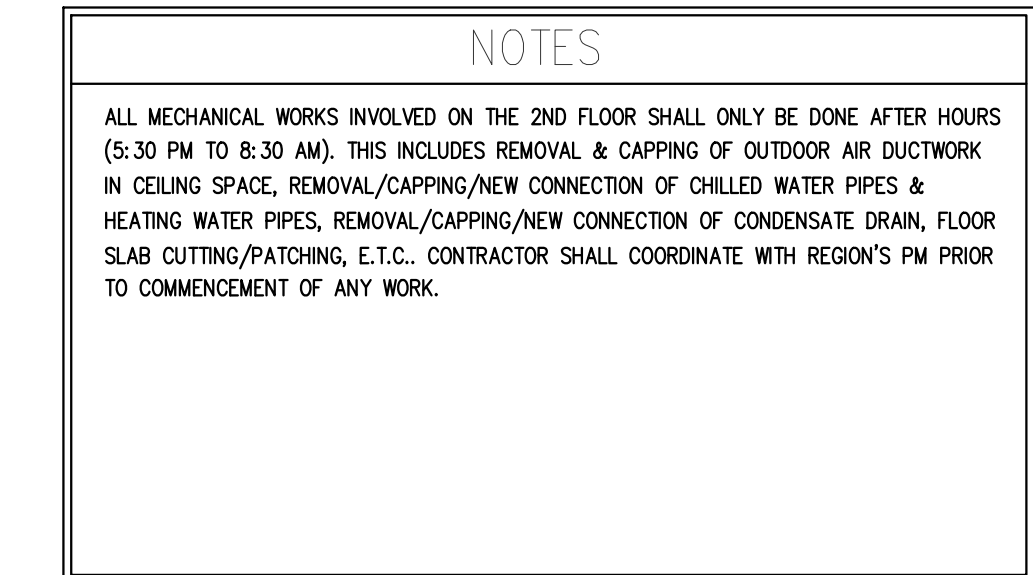 NOTES
ALL MECHANICAL WORKS INVOLVED ON THE 2ND FLOOR SHALL ONLY BE DONE AFTER HOURS
(5:30 PM TO 8:30 AM). THIS INCLUDES REMOVAL & CAPPING OF OUTDOOR AIR DUCTWORK
IN CEILING SPACE, REMOVAL/CAPPING/NEW CONNECTION OF CHILLED WATER PIPES &
HEATING WATER PIPES, REMOVAL/CAPPING/NEW CONNECTION OF CONDENSATE DRAIN, FLOOR
SLAB CUTTING/PATCHING, E.T.C.. CONTRACTOR SHALL COORDINATE WITH REGION'S PM PRIOR
TO COMMENCEMENT OF ANY WORK.